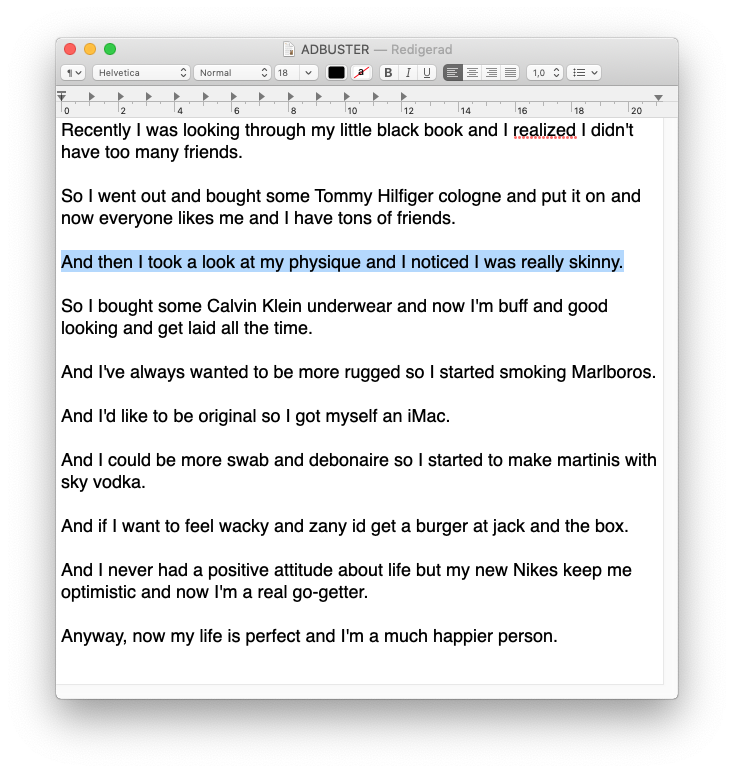 ADBUSTER — Redigerad
¶ Helvetica Normal 18 a B I U 1,0
0 2 4 6 8 10 12 14 16 18 20
Recently I was looking through my little black book and I realized I didn't
have too many friends.
So I went out and bought some Tommy Hilfiger cologne and put it on and
now everyone likes me and I have tons of friends.
And then I took a look at my physique and I noticed I was really skinny.
So I bought some Calvin Klein underwear and now I'm buff and good
looking and get laid all the time.
And I've always wanted to be more rugged so I started smoking Marlboros.
And I'd like to be original so I got myself an iMac.
And I could be more swab and debonaire so I started to make martinis with
sky vodka.
And if I want to feel wacky and zany id get a burger at jack and the box.
And I never had a positive attitude about life but my new Nikes keep me
optimistic and now I'm a real go-getter.
Anyway, now my life is perfect and I'm a much happier person.